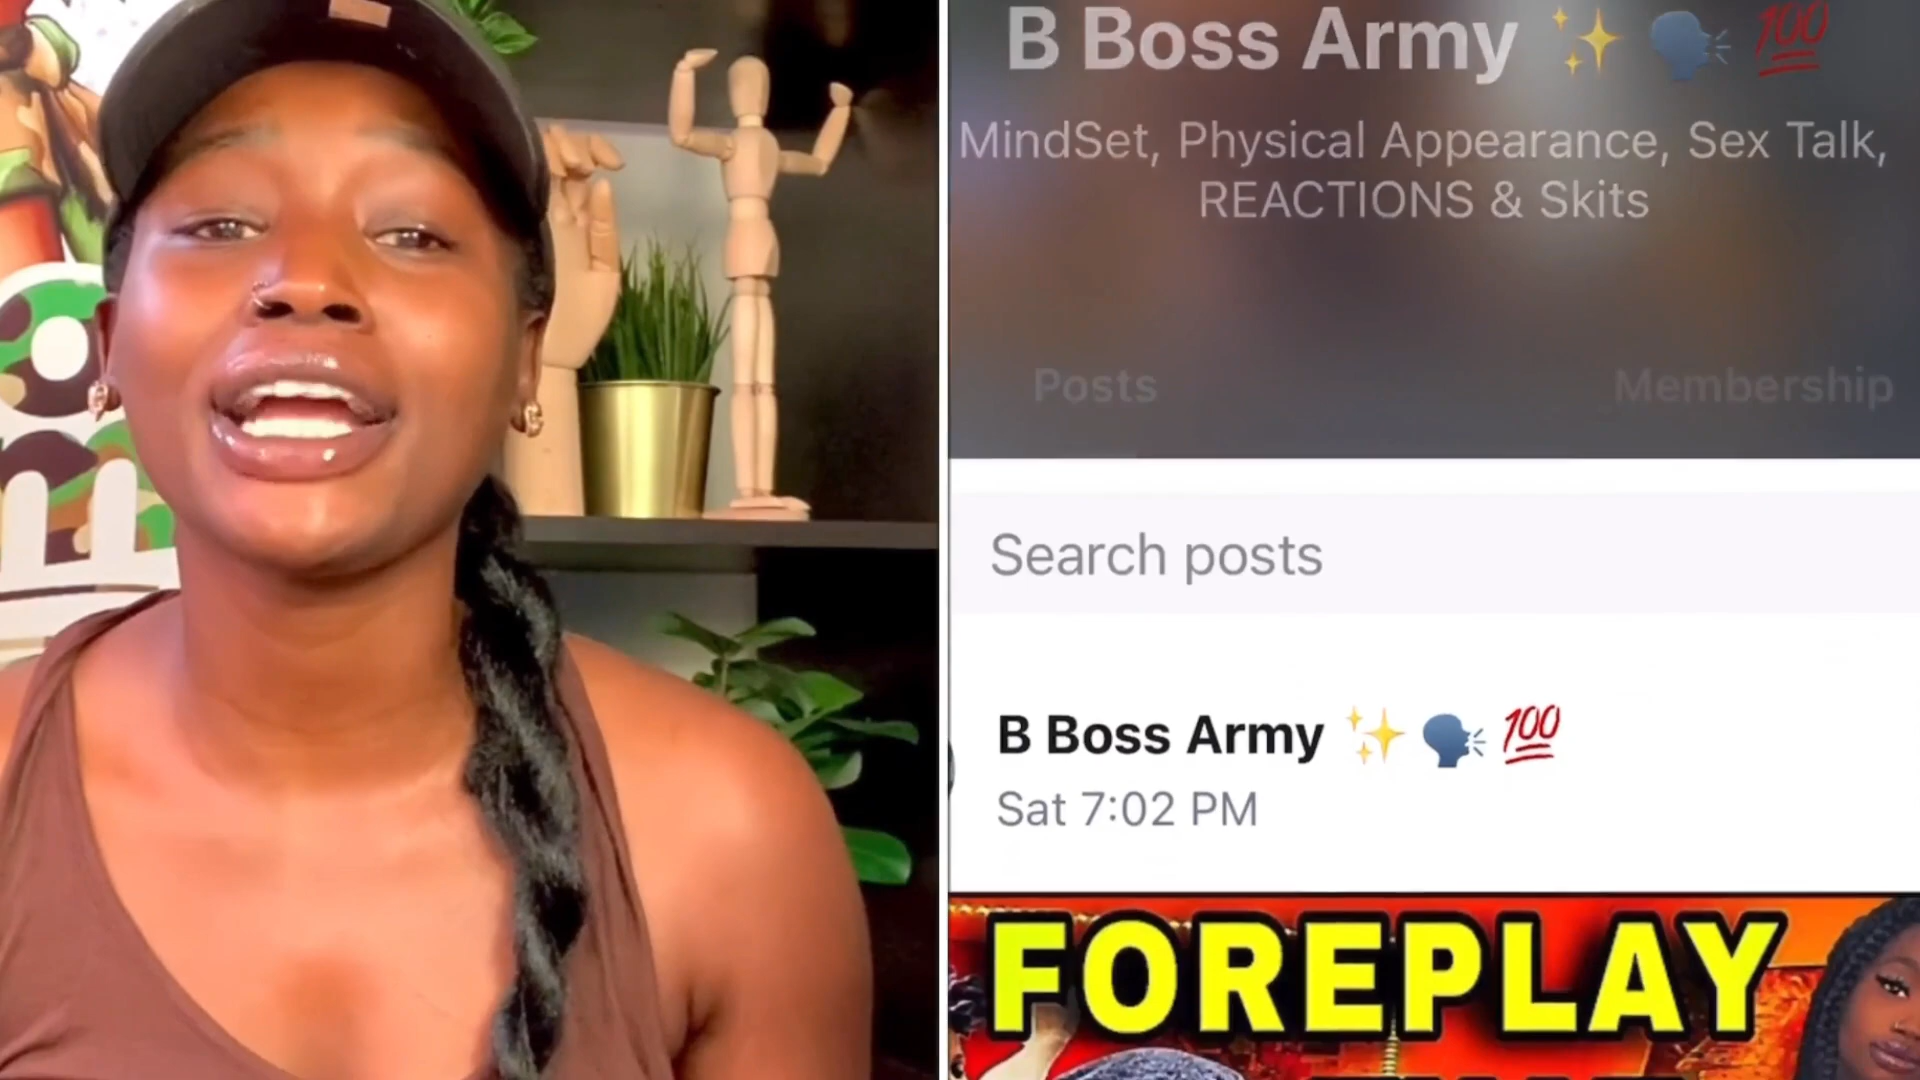 B Boss Army ✨ 🗣 💯
MindSet, Physical Appearance, Sex Talk,
REACTIONS & Skits
Posts
Membership
Search posts
B Boss Army ✨ 🗣 💯
Sat 7:02 PM
FOREPLAY